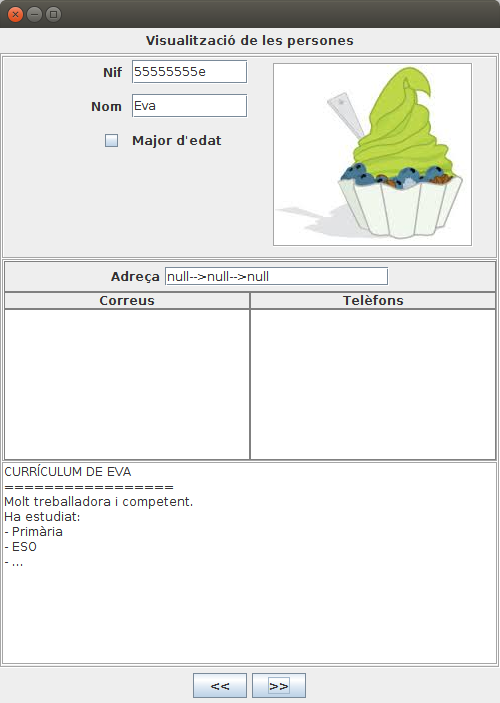 Visualització de les persones
Nif 55555555e
Nom Eva
Major d'edat
Adreça null-->null-->null
Correus Telèfons
CURRÍCULUM DE EVA
=================
Molt treballadora i competent.
Ha estudiat:
- Primària
- ESO
- ...
<< >>